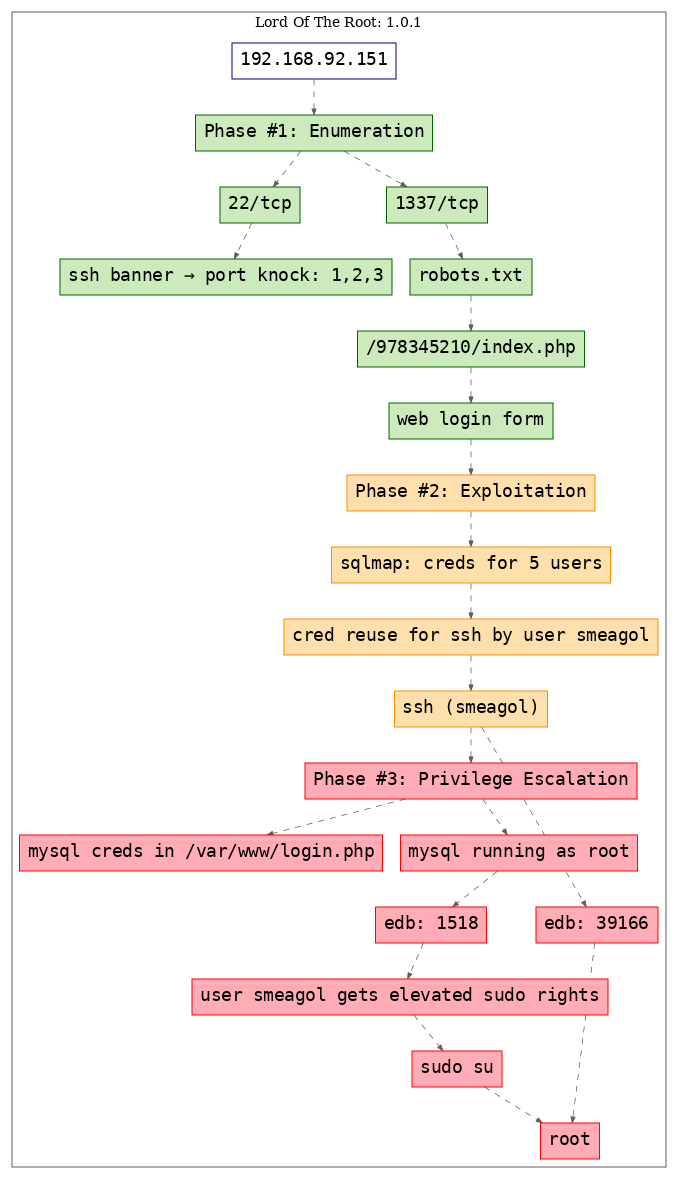 Lord Of The Root: 1.0.1
192.168.92.151
Phase #1: Enumeration
22/tcp
1337/tcp
ssh banner → port knock: 1,2,3
robots.txt
/978345210/index.php
web login form
Phase #2: Exploitation
sqlmap: creds for 5 users
cred reuse for ssh by user smeagol
ssh (smeagol)
Phase #3: Privilege Escalation
mysql creds in /var/www/login.php
mysql running as root
edb: 1518
edb: 39166
user smeagol gets elevated sudo rights
sudo su
root